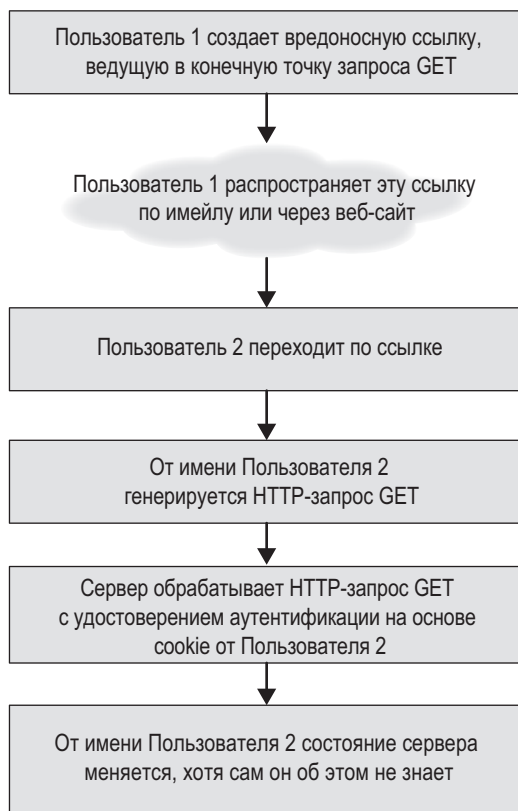 Пользователь 1 создает вредоносную ссылку,
ведущую в конечную точку запроса GET
Пользователь 1 распространяет эту ссылку
по имейлу или через веб-сайт
Пользователь 2 переходит по ссылке
От имени Пользователя 2
генерируется HTTP-запрос GET
Сервер обрабатывает HTTP-запрос GET
с удостоверением аутентификации на основе
cookie от Пользователя 2
От имени Пользователя 2 состояние сервера
меняется, хотя сам он об этом не знает